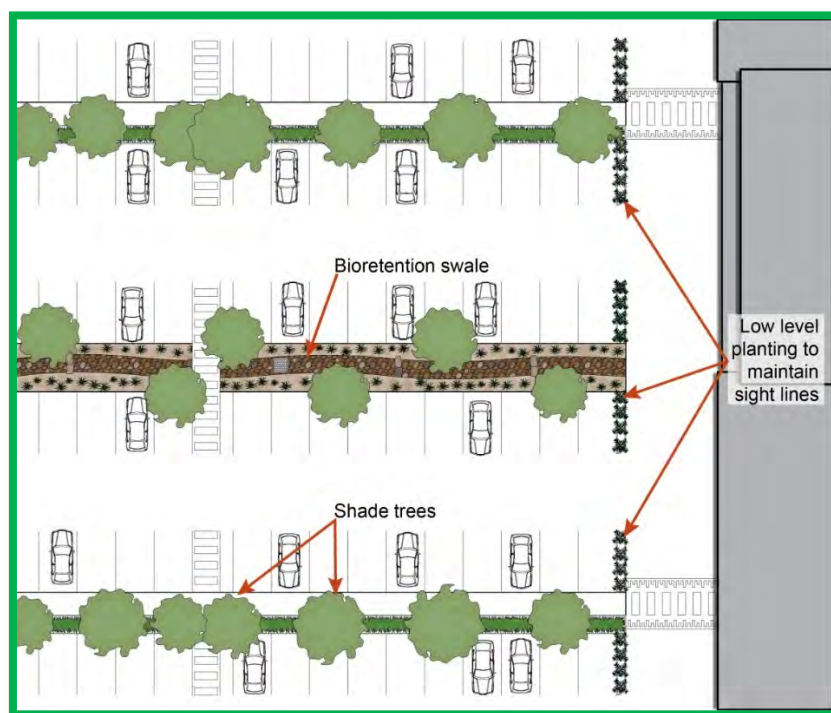 Bioretention swale
Low level
planting to
maintain
sight lines
Shade trees